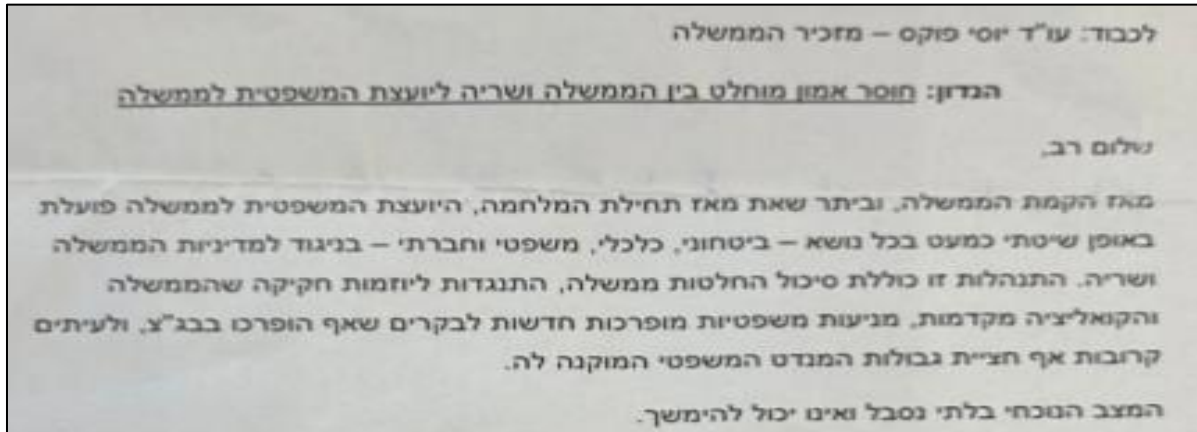 לכבוד: עו"ד יוסי פוקס – מזכיר הממשלה
הנדון: חוסר אמון מוחלט בין הממשלה ושריה ליועצת המשפטית לממשלה
שלום רב,
מאז הקמת הממשלה, וביתר שאת מאז תחילת המלחמה, היועצת המשפטית לממשלה פועלת
באופן שיטתי כמעט בכל נושא – ביטחוני, כלכלי, משפטי וחברתי – בניגוד למדיניות הממשלה
ושריה. התנהלות זו כוללת סיכול החלטות ממשלה, התנגדות ליוזמות חקיקה שהממשלה
והקואליציה מקדמות, מניעות משפטיות מופרכות חדשות לבקרים שאף הופרכו בבג"צ, ולעיתים
קרובות אף חציית גבולות המנדט המשפטי המוקנה לה.
המצב הנוכחי בלתי נסבל ואינו יכול להימשך.